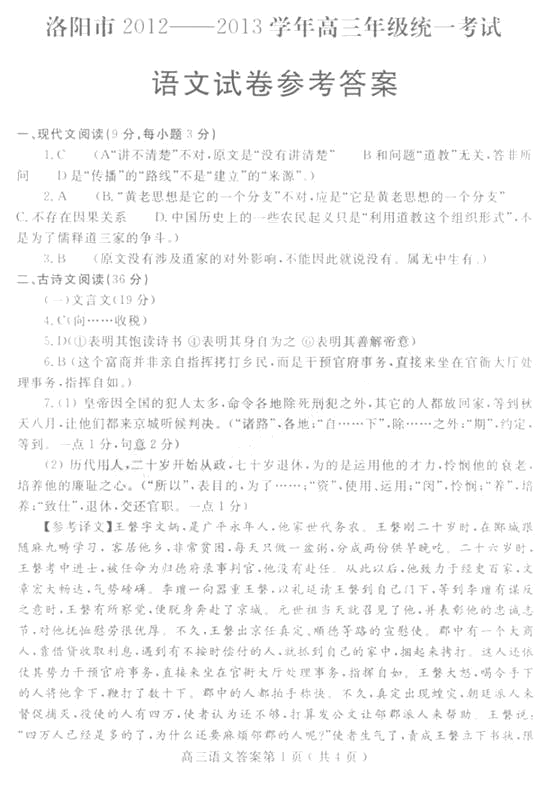 洛阳市 2012——2013 学年高三年级统一考试
语文试卷参考答案
一、现代文阅读(9 分,每小题 3 分)
1.C (A“讲不清楚”不对,原文是“没有讲清楚” B 和问题“道教”无关,答非所
问 D 是“传播”的“路线”不是“建立”的“来源”.)
2.A (B.“黄老思想是它的一个分支”不对,应是“它是黄老思想的一个分支”
C.不存在因果关系 D.中国历史上的一些农民起义只是“利用道教这个组织形式”,不
是为了儒释道三家的争斗。)
3.B (原文没有涉及道家的对外影响,不能因此就说没有。属无中生有。)
二、古诗文阅读(36 分)
(一)文言文(19 分)
4.C(向……收税)
5.D(①表明其饱读诗书 ④表明其身自为之 ⑥表明其善解帝意)
6.B(这个富商并非亲自指挥拷打乡民,而是干预官府事务,直接来坐在官衙大厅处
理事务,指挥自如。)
7.(1) 皇帝因全国的犯人太多,命令各地除死刑犯之外,其它的人都放回家,等到秋
天八月,让他们都来京城听候判决。(“诸路”,各地;“自……下”,除……之外;“期”,约定,
等到。一点 1 分,句意 2 分)
(2) 历代用人,二十岁开始从政,七十岁退休,为的是运用他的才力,怜悯他的衰老,
培养他的廉耻之心。(“所以”,表目的,为了……;“资”,使用、运用;“闵”,怜悯;“养”,培
养;“致仕”,退休,交还官职。一点 1 分)
【参考译文】王磐字文炳,是广平永年人,他家世代务农。王磐刚二十岁时,在郾城跟
随麻九畴学习,客居他乡,非常贫困,每天只做一盆粥,分成两份供早晚吃。二十六岁时,
王磐考中进士,被任命为归德府录事判官,他没有赴任。从此以后,他致力于经史百家,文
章宏大畅达,气势磅礴。李璮一向器重王磐,以礼延请王磐到自己门下,等到李璮有谋反
之意时,王磐有所察觉,便脱身奔赴了京城。元世祖当天就召见了他,并表彰他的忠诚志
节,对他抚恤慰劳很优厚。不久,王磐出京任真定、顺德等路的宣慰使。郡中有一个大商
人,靠借贷收取利息,遇到有不按时偿付的人,就抓到自己的家中,捆起来拷打。这人还依
仗其势力干预官府事务,直接来坐在官衙大厅处理事务,指挥自如。王磐大怒,喝令手下
的人将他拿下,鞭打了数十下。郡中的人都拍手称快。不久,真定出现蝗灾,朝廷派人来
督促捕灭,役使的人有四万,使者认为还不够,打算发公文让邻郡派人来帮助。王磐说:
“四万人已经是多的了,为什么还要麻烦邻郡的人呢?”使者生气了,责成王磐立下书状,限
高三语文答案第 1 页 (共 4 页)